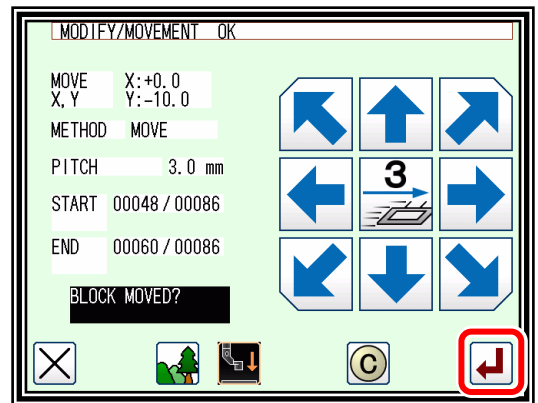 MODIFY/MOVEMENT OK
MOVE X:+0.0
X,Y Y:-10.0
METHOD MOVE
PITCH 3.0 mm
3
START 00048/00086
END 00060/00086
BLOCK MOVED?
C